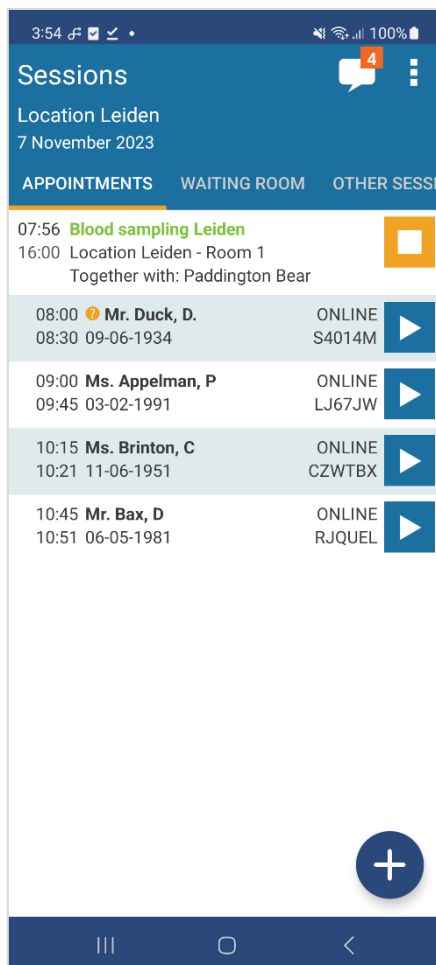 3:54 100%
Sessions
4
Location Leiden
7 November 2023
APPOINTMENTS WAITING ROOM OTHER SESSI
07:56 Blood sampling Leiden
16:00 Location Leiden - Room 1
Together with: Paddington Bear
08:00 ? Mr. Duck, D. ONLINE
08:30 09-06-1934 S4014M
09:00 Ms. Appelman, P ONLINE
09:45 03-02-1991 LJ67JW
10:15 Ms. Brinton, C ONLINE
10:21 11-06-1951 CZWTBX
10:45 Mr. Bax, D ONLINE
10:51 06-05-1981 RJQUEL